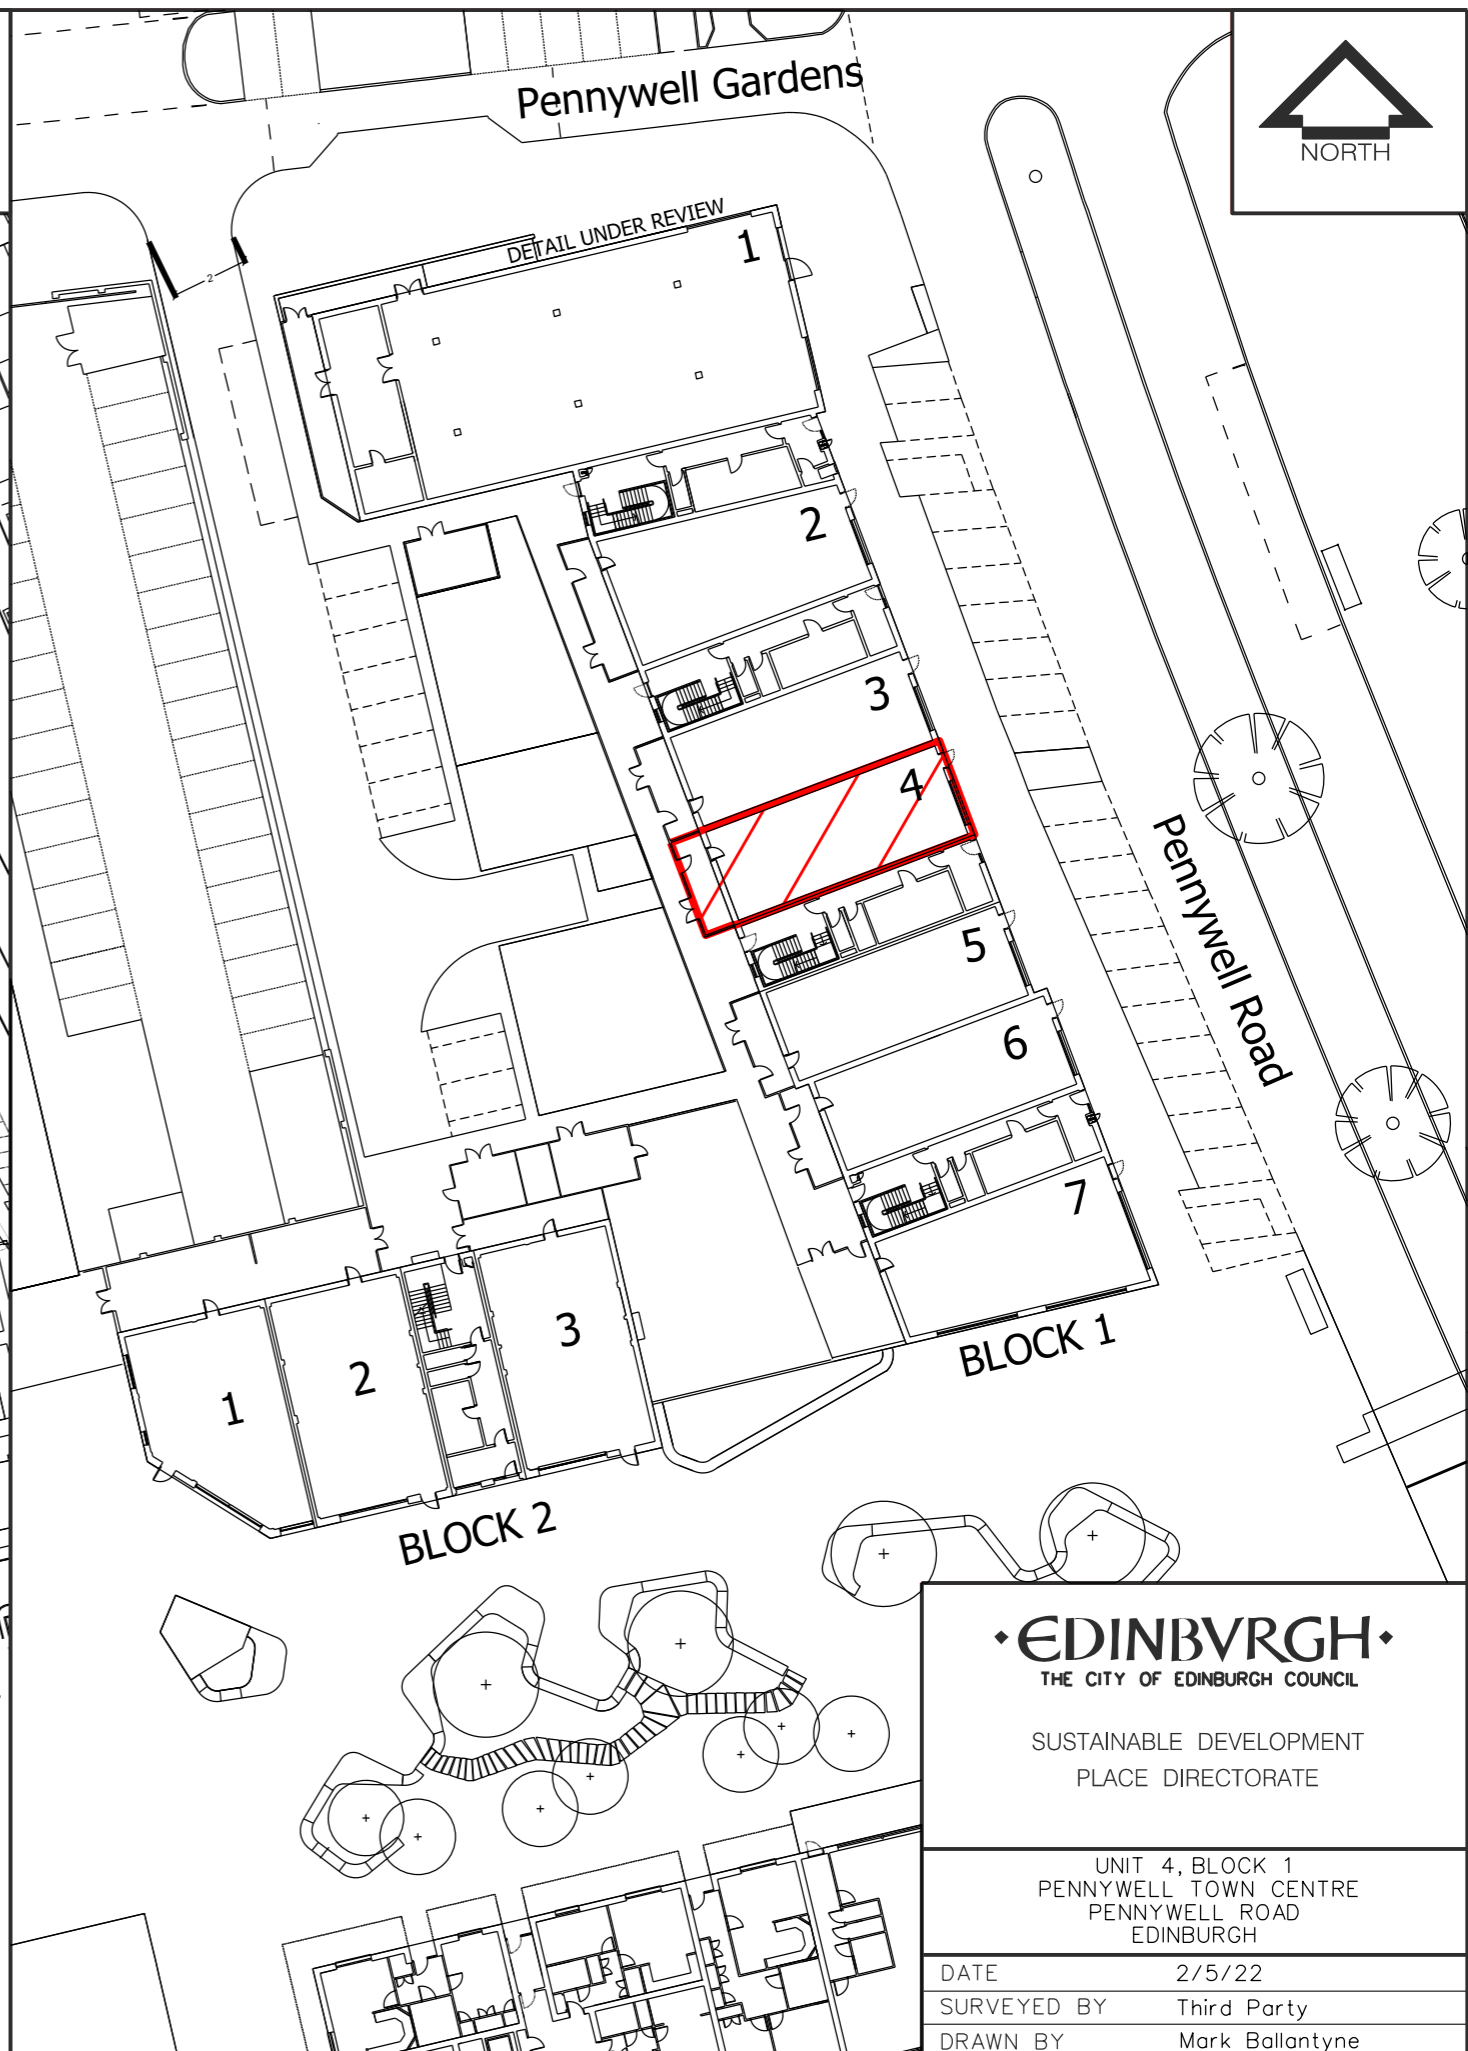 Pennywell Gardens
NORTH
DETAIL UNDER REVIEW
1
2
2
3
4
Pennywell Road
5
6
7
BLOCK 1
3
2
1
BLOCK 2
EDINBVRGH
THE CITY OF EDINBURGH COUNCIL
SUSTAINABLE DEVELOPMENT
PLACE DIRECTORATE
UNIT 4, BLOCK 1
PENNYWELL TOWN CENTRE
PENNYWELL ROAD
EDINBURGH
DATE 2/5/22
SURVEYED BY Third Party
DRAWN BY Mark Ballantyne